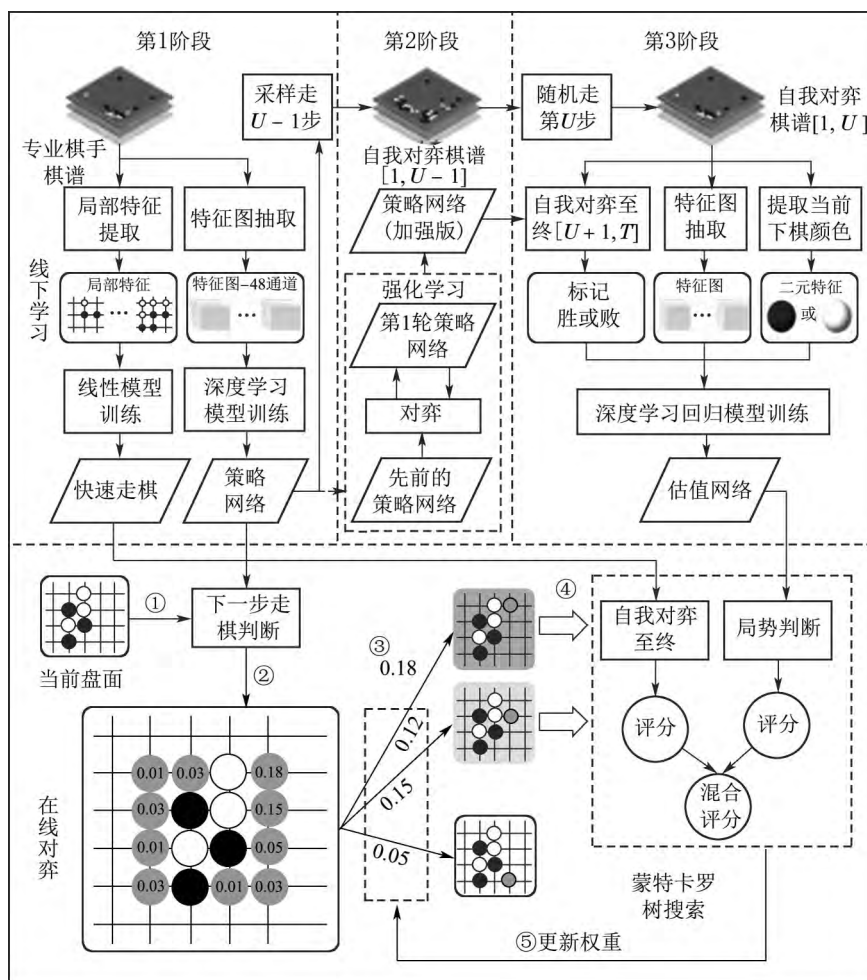 第1阶段
第2阶段
第3阶段
专业棋手
棋谱
采样走
U－1步
自我对弈棋谱
[1, U－1]
随机走
第U步
自我对弈
棋谱[1, U]
局部特征
提取
特征图抽取
策略网络
(加强版)
自我对弈至
终[U+1, T]
特征图
抽取
提取当前
下棋颜色
线下学习
局部特征
…
特征图–48通道
…
强化学习
第1轮策略
网络
标记
胜或败
特征图
…
二元特征
或
线性模型
训练
深度学习
模型训练
对弈
深度学习回归模型训练
快速走棋
策略
网络
先前的
策略网络
估值网络
当前盘面
①
下一步走
棋判断
②
③
0.18
0.12
0.15
0.05
④
自我对弈
至终
局势判断
评分
评分
混合
评分
在线对弈
0.01 0.03 0.18
0.03 0.15
0.01 0.05
0.03 0.01 0.03
蒙特卡罗
树搜索
⑤更新权重